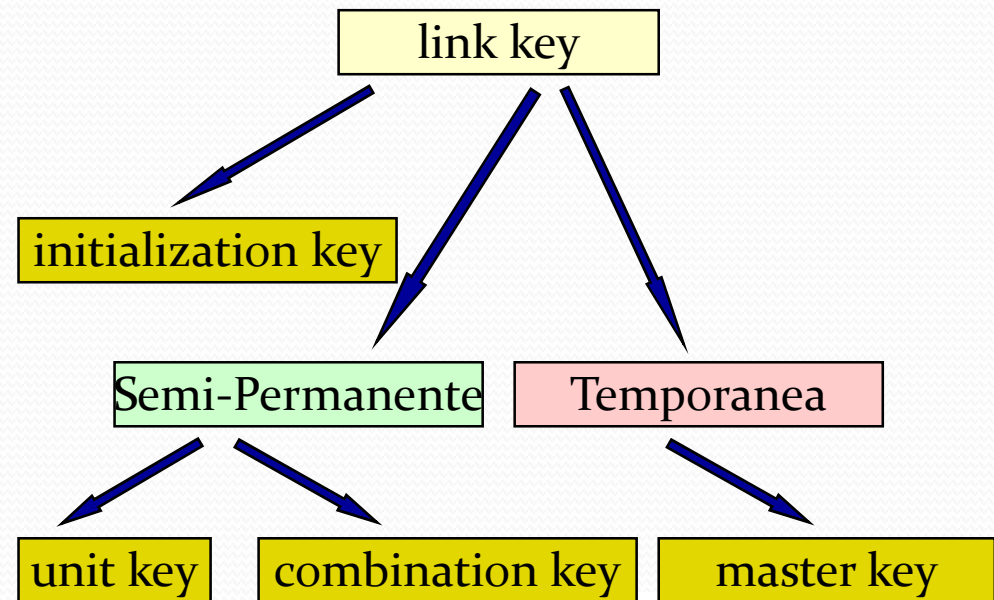 link key
initialization key
Semi-Permanente
Temporanea
unit key
combination key
master key